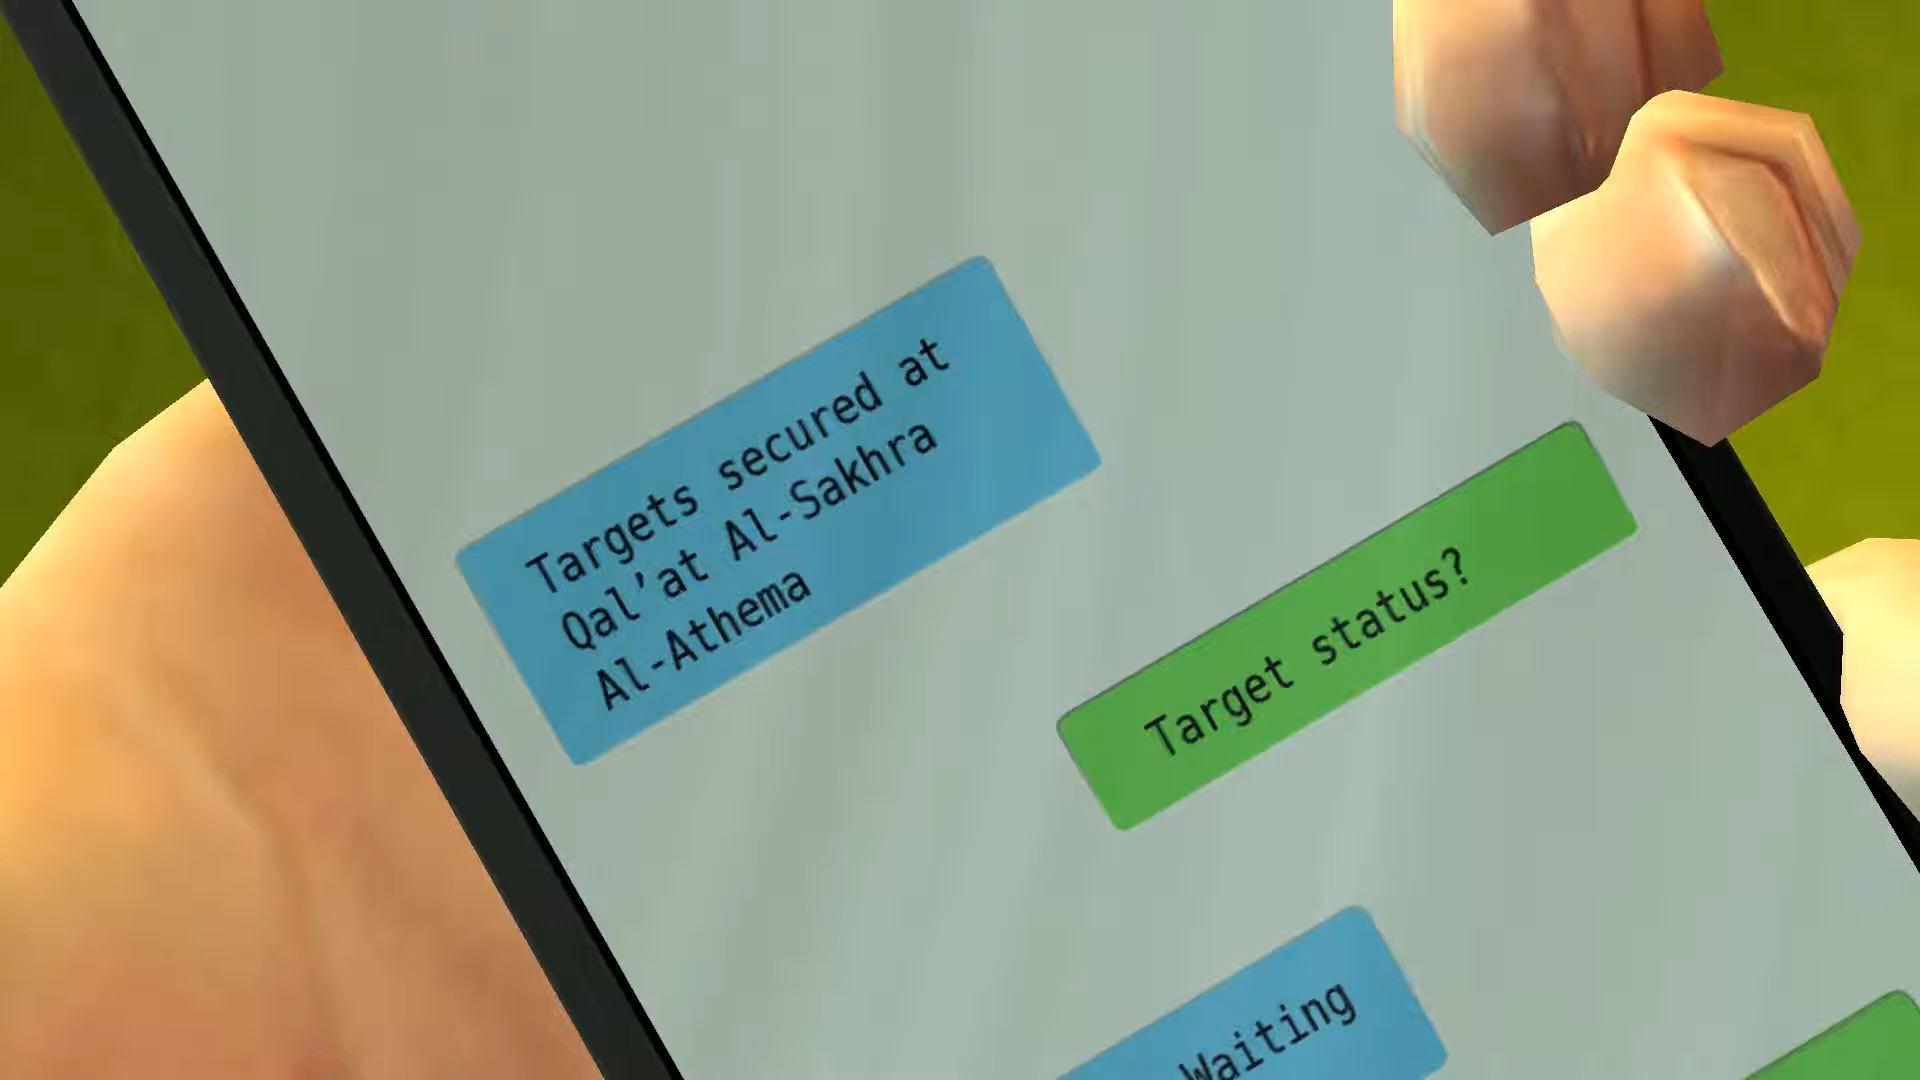 Targets secured at
Qal'at Al-Sakhra
Al-Athema
Target status?
Waiting